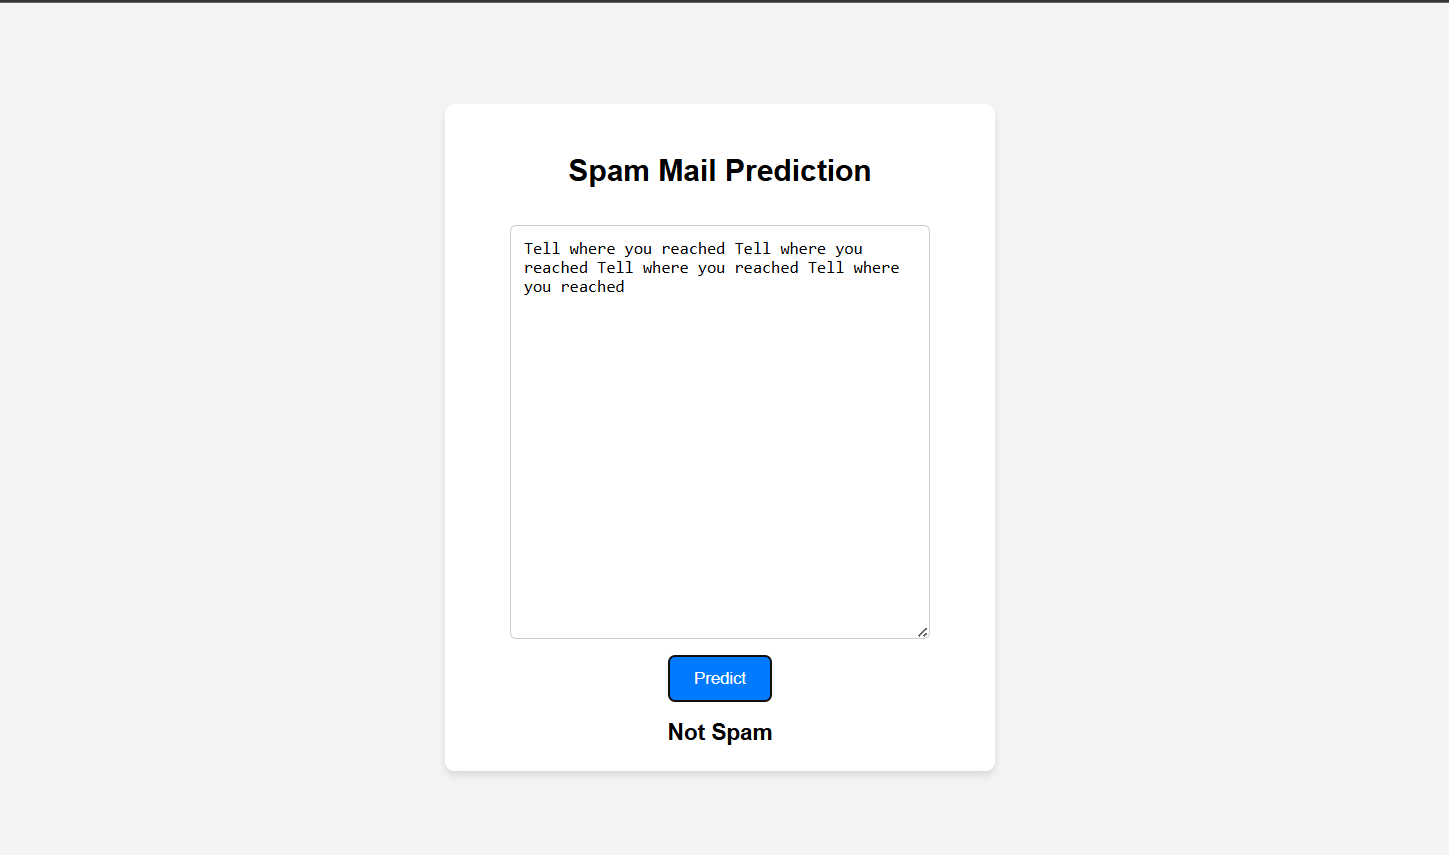 Spam Mail Prediction
Tell where you reached Tell where you
reached Tell where you reached Tell where
you reached
Predict
Not Spam